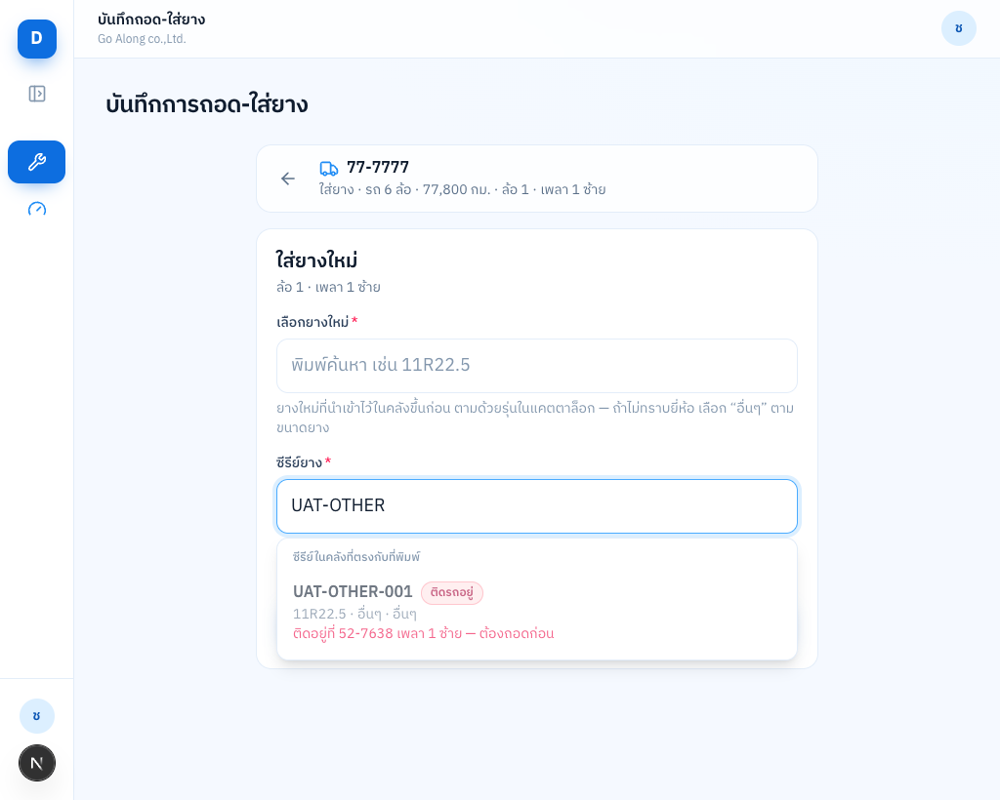 D
บันทึกถอด-ใส่ยาง
Go Along co.,Ltd.
ช
บันทึกการถอด-ใส่ยาง
77-7777
ใส่ยาง · รถ 6 ล้อ · 77,800 กม. · ล้อ 1 · เพลา 1 ซ้าย
ใส่ยางใหม่
ล้อ 1 · เพลา 1 ซ้าย
เลือกยางใหม่ *
พิมพ์ค้นหา เช่น 11R22.5
ยางใหม่ที่นำเข้าไว้ในคลังขึ้นก่อน ตามด้วยรุ่นในแคตตาล็อก — ถ้าไม่ทราบยี่ห้อ เลือก “อื่นๆ” ตาม
ขนาดยาง
ซีรีย์ยาง *
UAT-OTHER
ซีรีย์ในคลังที่ตรงกับที่พิมพ์
UAT-OTHER-001 ติดรถอยู่
11R22.5 · อื่นๆ · อื่นๆ
ติดอยู่ที่ 52-7638 เพลา 1 ซ้าย — ต้องถอดก่อน
ช
N